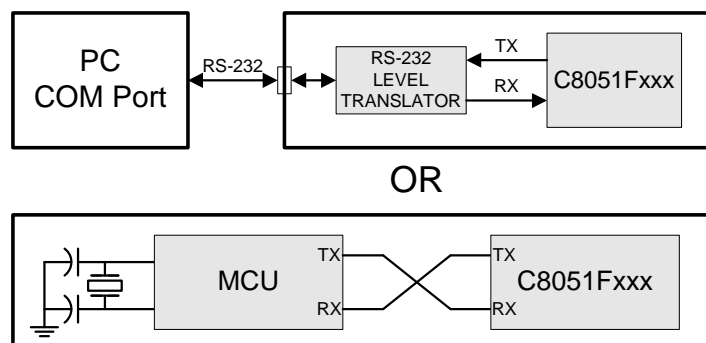 PC
COM Port
RS-232
RS-232
LEVEL
TRANSLATOR
TX
RX
C8051Fxxx
OR
MCU
TX
RX
TX
RX
C8051Fxxx